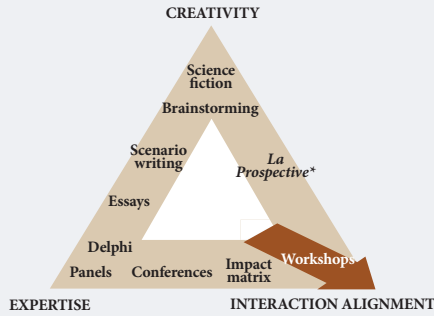 CREATIVITY
Science
fiction
Brainstorming
Scenario
writing
La
Prospective*
Essays
Delphi
Workshops
Panels
Conferences
Impact
matrix
EXPERTISE
INTERACTION ALIGNMENT